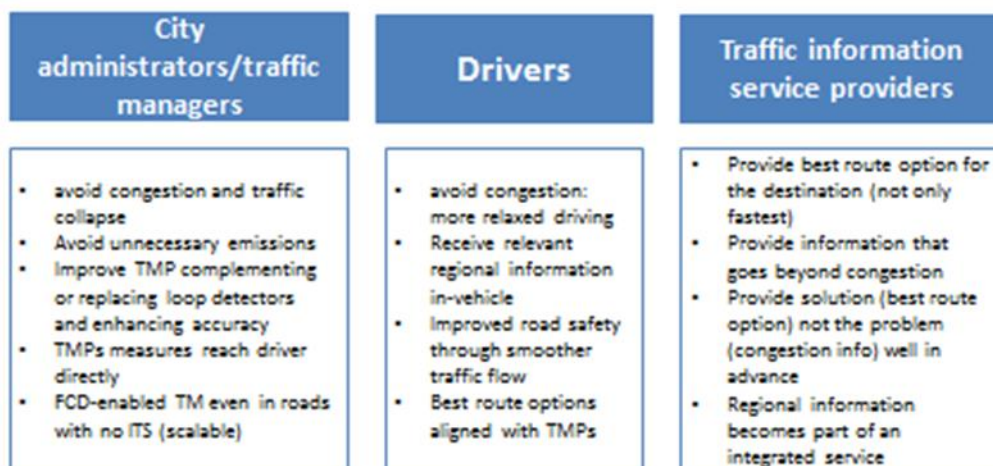 City
administrators/traffic
managers
• avoid congestion and traffic
collapse
• Avoid unnecessary emissions
• Improve TMP complementing
or replacing loop detectors
and enhancing accuracy
• TMPs measures reach driver
directly
• FCD-enabled TM even in roads
with no ITS (scalable)
Drivers
• avoid congestion:
more relaxed driving
• Receive relevant
regional information
in-vehicle
• Improved road safety
through smoother
traffic flow
• Best route options
aligned with TMPs
Traffic information
service providers
• Provide best route option for
the destination (not only
fastest)
• Provide information that
goes beyond congestion
• Provide solution (best route
option) not the problem
(congestion info) well in
advance
• Regional information
becomes part of an
integrated service